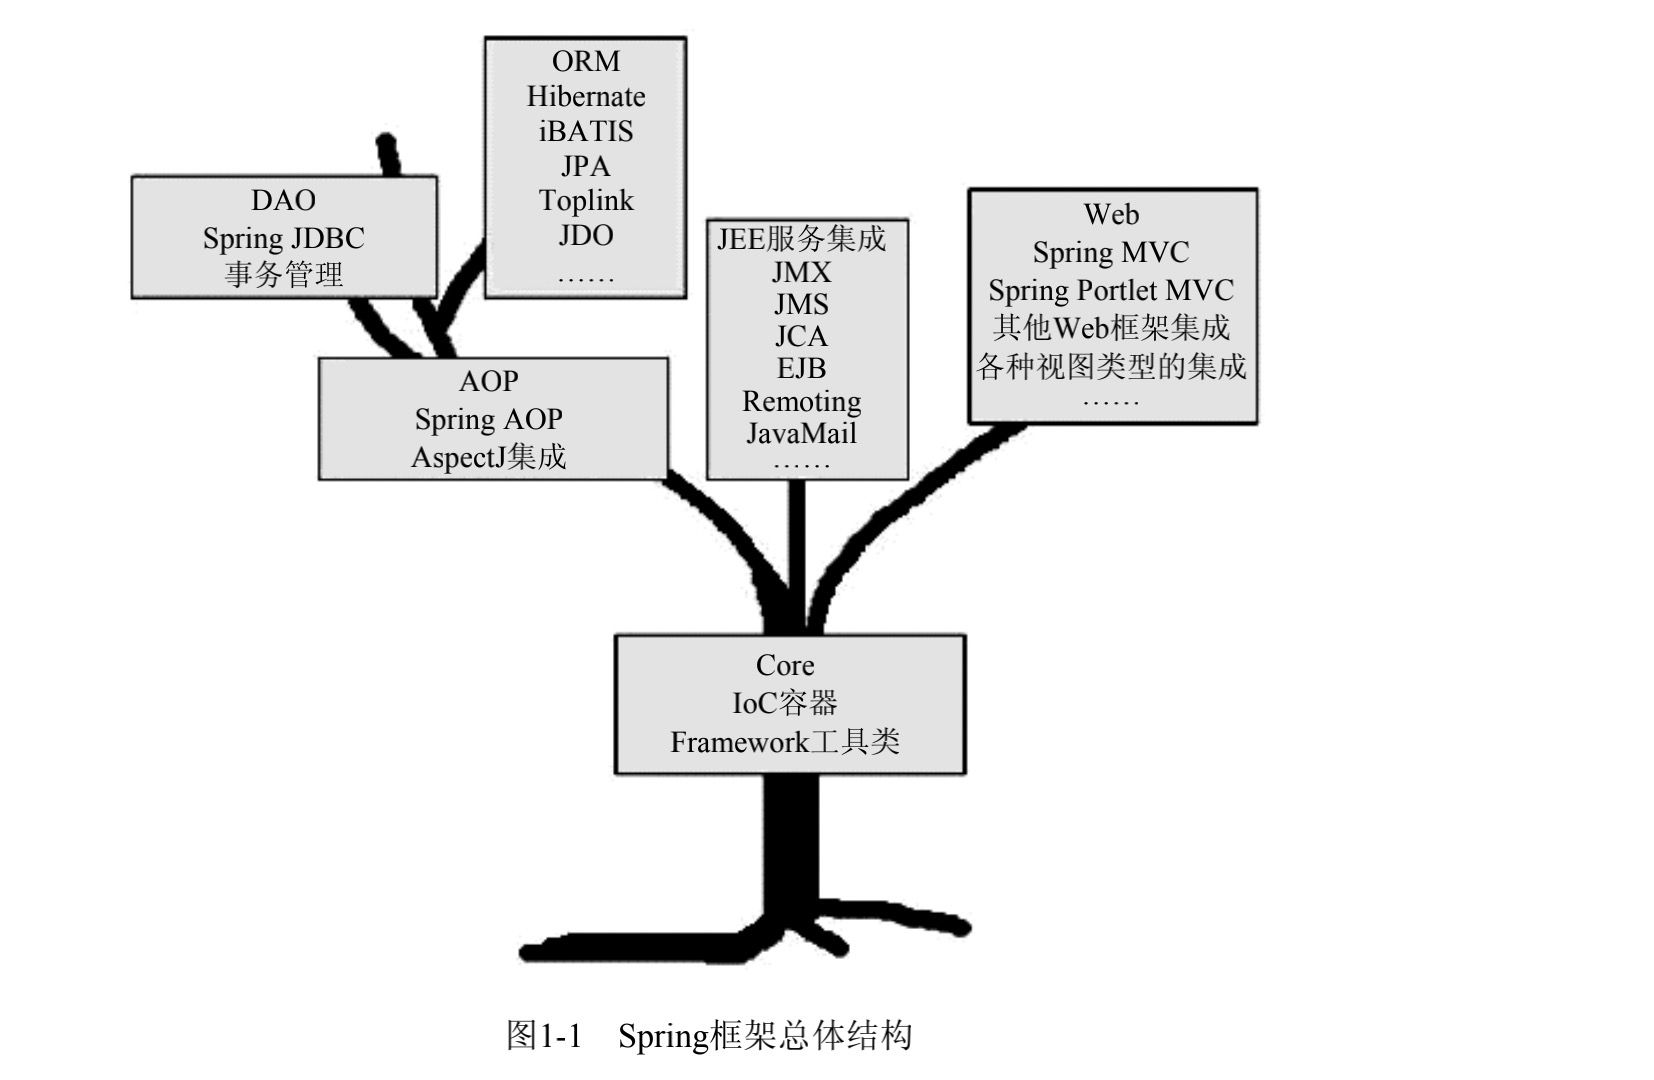 ORM
Hibernate
iBATIS
JPA
Toplink
JDO
……
DAO
Spring JDBC
事务管理
AOP
Spring AOP
AspectJ集成
JEE服务集成
JMX
JMS
JCA
EJB
Remoting
JavaMail
……
Web
Spring MVC
Spring Portlet MVC
其他Web框架集成
各种视图类型的集成
……
Core
IoC容器
Framework工具类
图1-1 Spring框架总体结构